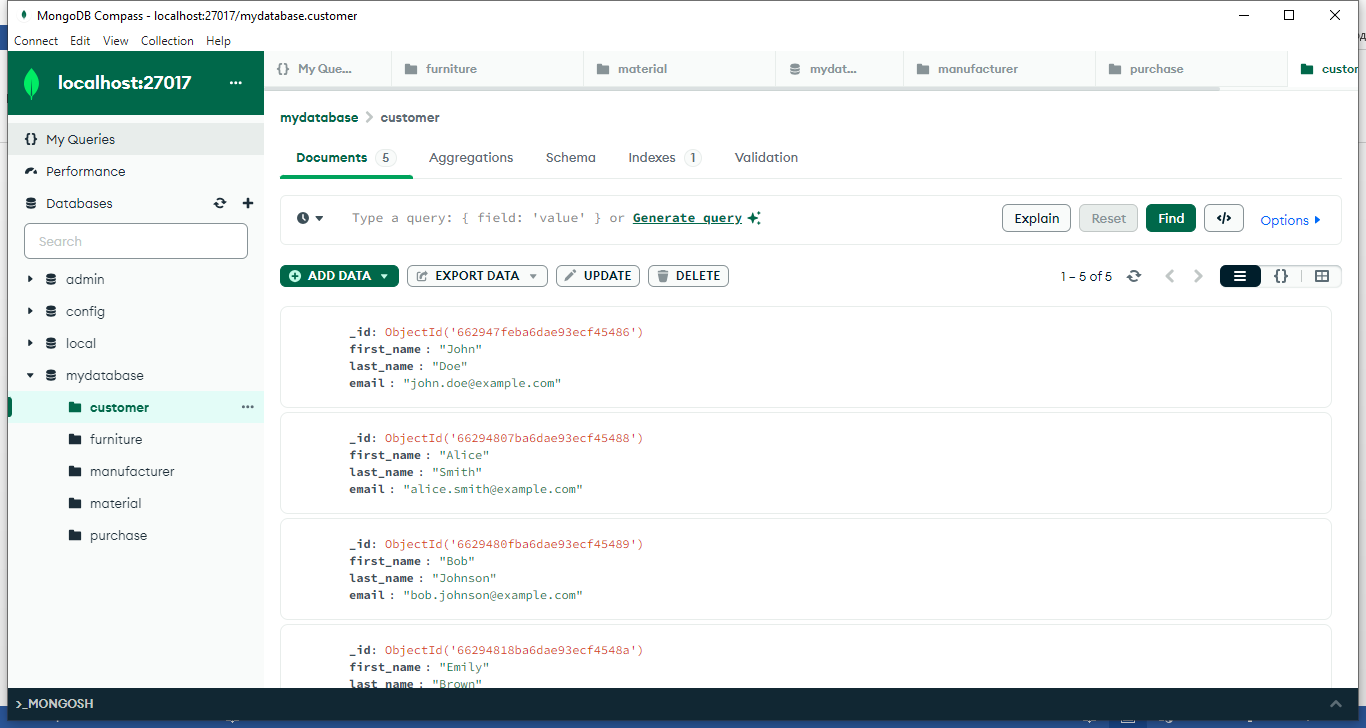 MongoDB Compass - localhost:27017/mydatabase.customer
Connect Edit View Collection Help
localhost:27017 ...
{} My Que... furniture material mydat... manufacturer purchase custor
My Queries
Performance
Databases
Search
admin
config
local
mydatabase
customer ...
furniture
manufacturer
material
purchase
mydatabase > customer
Documents 5 Aggregations Schema Indexes 1 Validation
Type a query: { field: 'value' } or Generate query
Explain Reset Find </> Options
ADD DATA EXPORT DATA UPDATE DELETE
1 – 5 of 5 {}
_id: ObjectId('662947feba6dae93ecf45486')
first_name : "John"
last_name : "Doe"
email : "john.doe@example.com"
_id: ObjectId('66294807ba6dae93ecf45488')
first_name : "Alice"
last_name : "Smith"
email : "alice.smith@example.com"
_id: ObjectId('6629480fba6dae93ecf45489')
first_name : "Bob"
last_name : "Johnson"
email : "bob.johnson@example.com"
_id: ObjectId('66294818ba6dae93ecf4548a')
first_name : "Emily"
last_name : "Brown"
>_MONGOSH